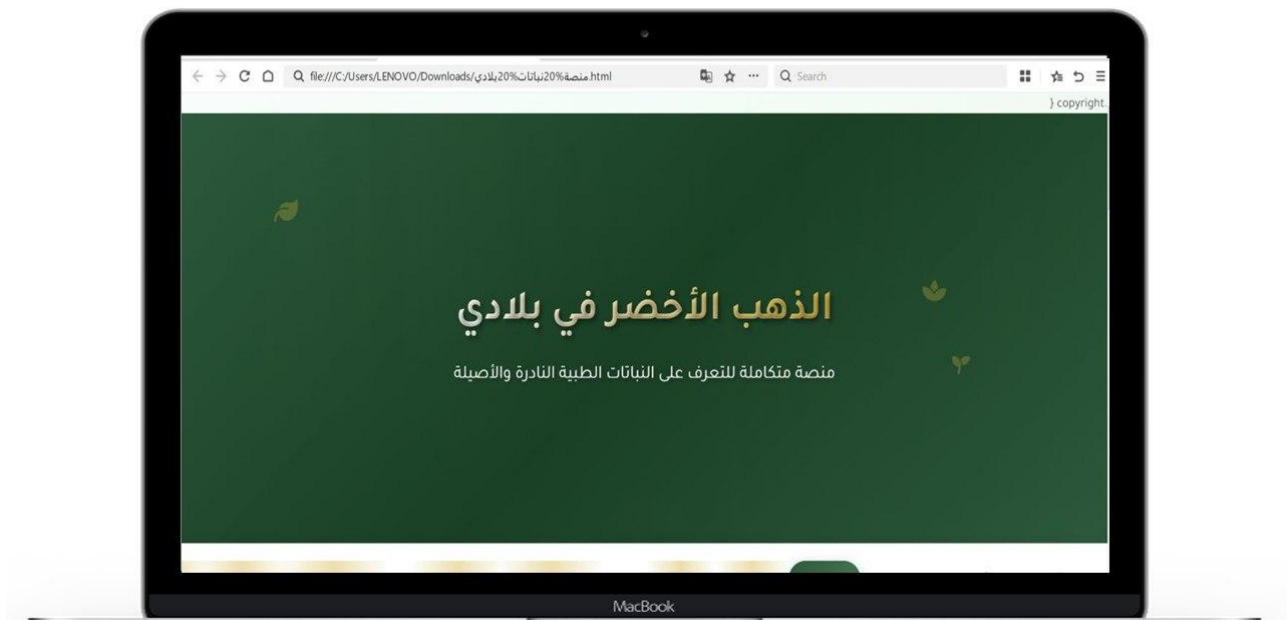 file:///C:/Users/LENOVO/Downloads/منصة%20نباتات%20بلادي.html
Search
} copyright.
الذهب الأخضر في بلادي
منصة متكاملة للتعرف على النباتات الطبية النادرة والأصيلة
MacBook